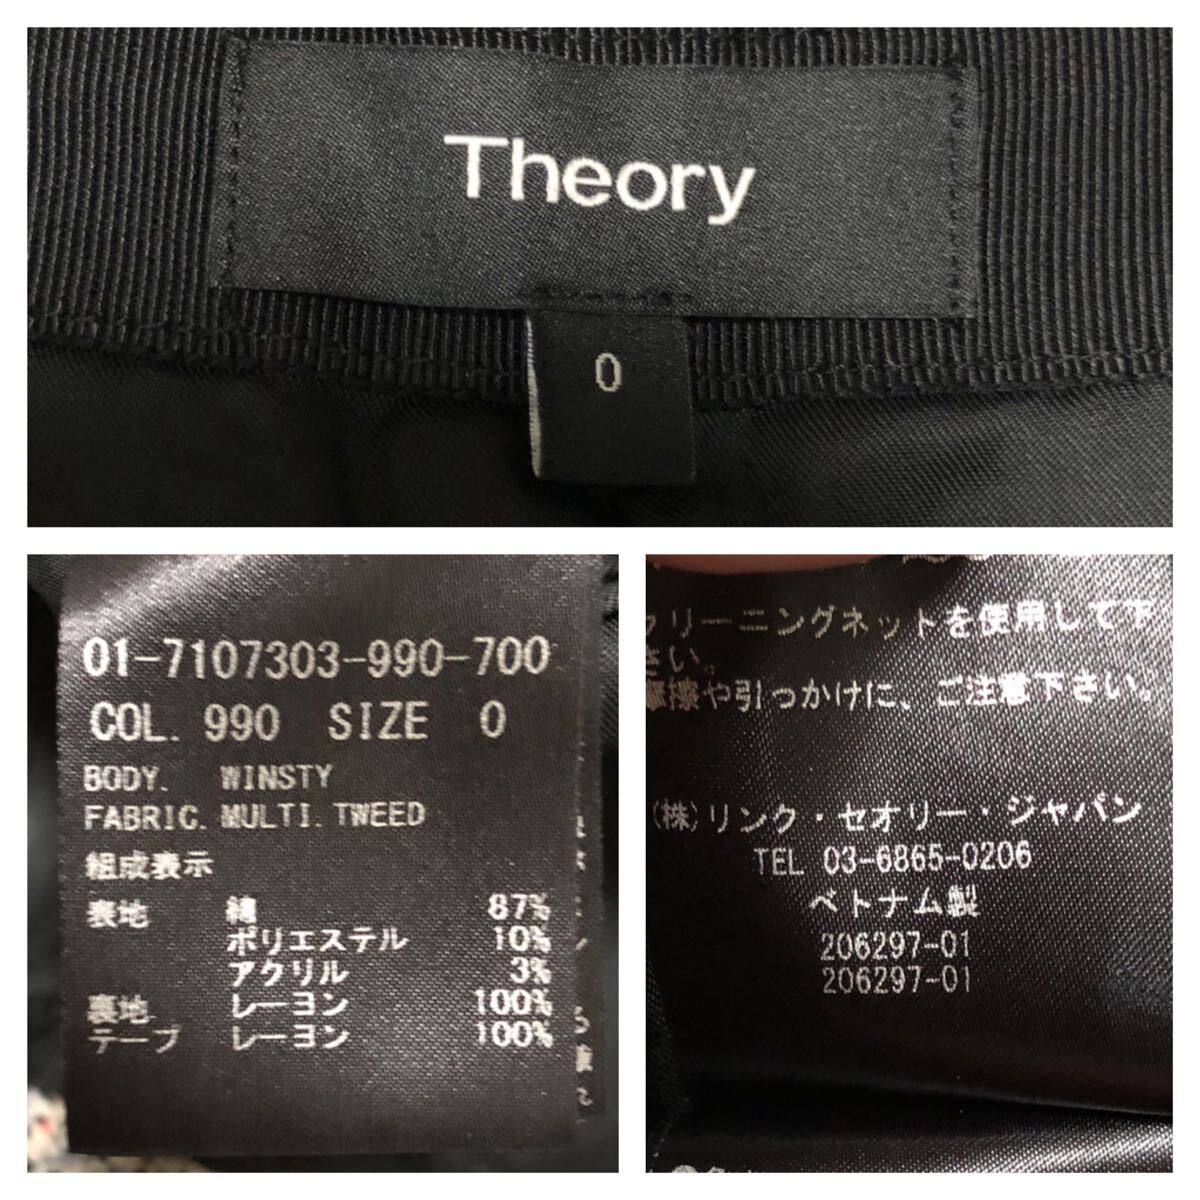 Theory
0
01-7107303-990-700
COL. 990 SIZE 0
BODY. WINSTY
FABRIC. MULTI. TWEED
組成表示
表地 綿 87%
ポリエステル 10%
アクリル 3%
裏地 レーヨン 100%
テープ レーヨン 100%
クリーニングネットを使用して下
さい。
摩擦や引っかけに、ご注意下さい。
(株)リンク・セオリー・ジャパン
TEL 03-6865-0206
ベトナム製
206297-01
206297-01